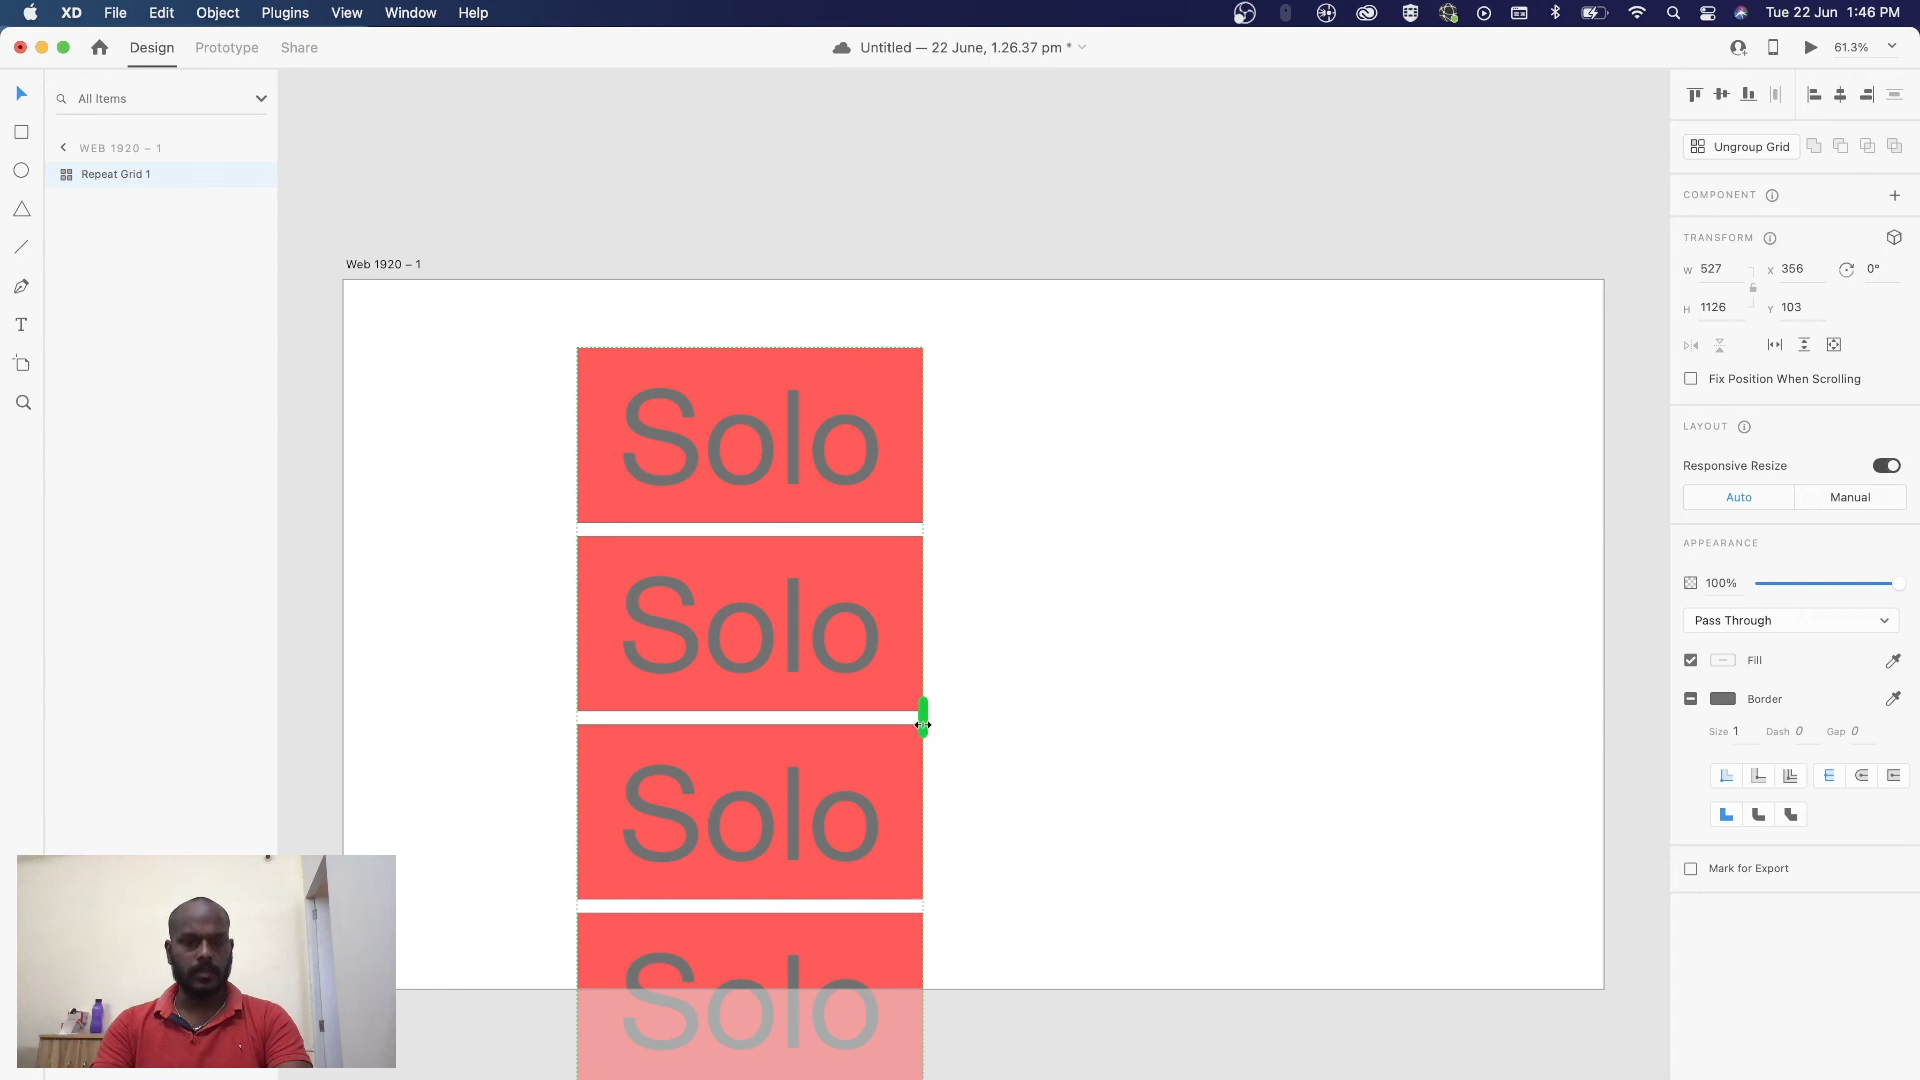 XD File Edit Object Plugins View Window Help
Tue 22 Jun 1:46 PM
Design Prototype Share
Untitled — 22 June, 1.26.37 pm *
61.3%
All Items
WEB 1920 – 1
Repeat Grid 1
Web 1920 – 1
Solo
Solo
Solo
Solo
Ungroup Grid
COMPONENT
TRANSFORM
W 527 X 356 0°
H 1126 Y 103
Fix Position When Scrolling
LAYOUT
Responsive Resize
Auto Manual
APPEARANCE
100%
Pass Through
Fill
Border
Size 1 Dash 0 Gap 0
Mark for Export